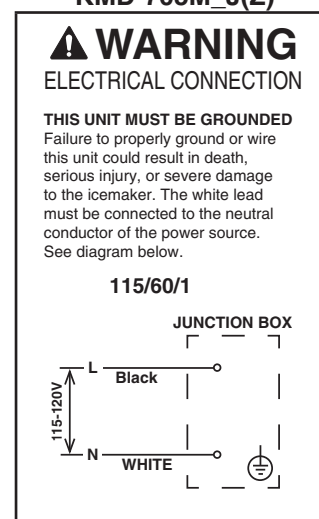 WARNING
ELECTRICAL CONNECTION
THIS UNIT MUST BE GROUNDED
Failure to properly ground or wire
this unit could result in death,
serious injury, or severe damage
to the icemaker. The white lead
must be connected to the neutral
conductor of the power source.
See diagram below.
115/60/1
JUNCTION BOX
L
Black
115-120V
N
WHITE